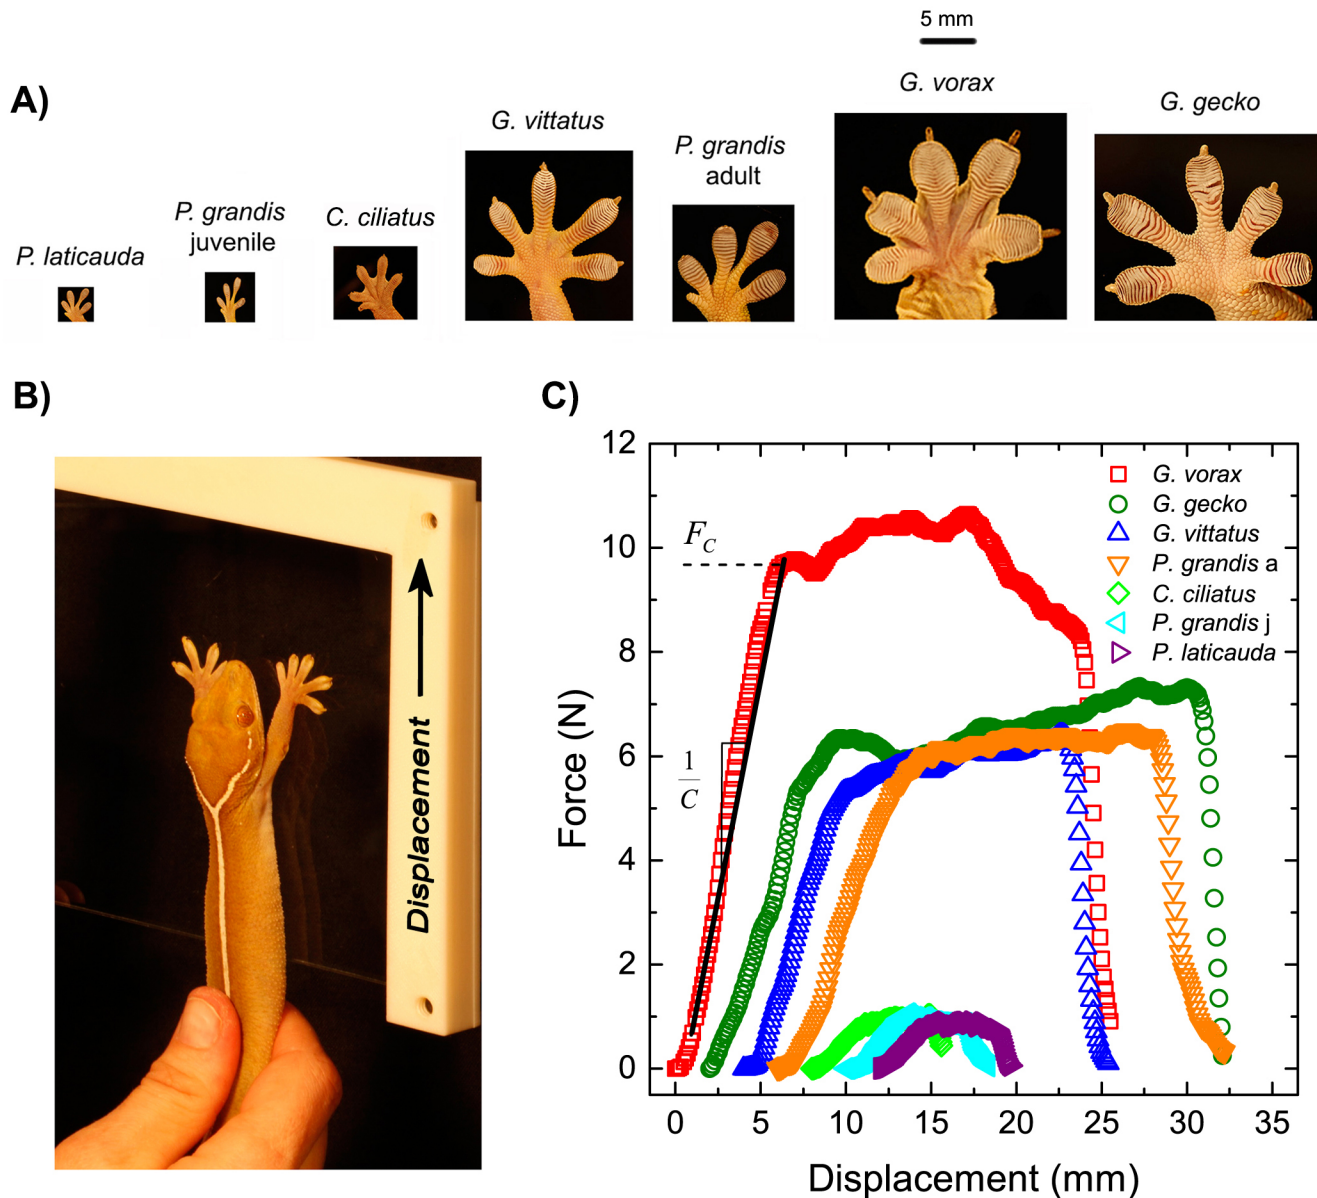 5 mm
A)
G. vorax
G. gecko
G. vittatus
P. grandis
adult
P. grandis
juvenile
C. ciliatus
P. laticauda
B)
Displacement
C)
12
10
8
6
4
2
0
Force (N)
F_C
1
C
G. vorax
G. gecko
G. vittatus
P. grandis a
C. ciliatus
P. grandis j
P. laticauda
0
5
10
15
20
25
30
35
Displacement (mm)